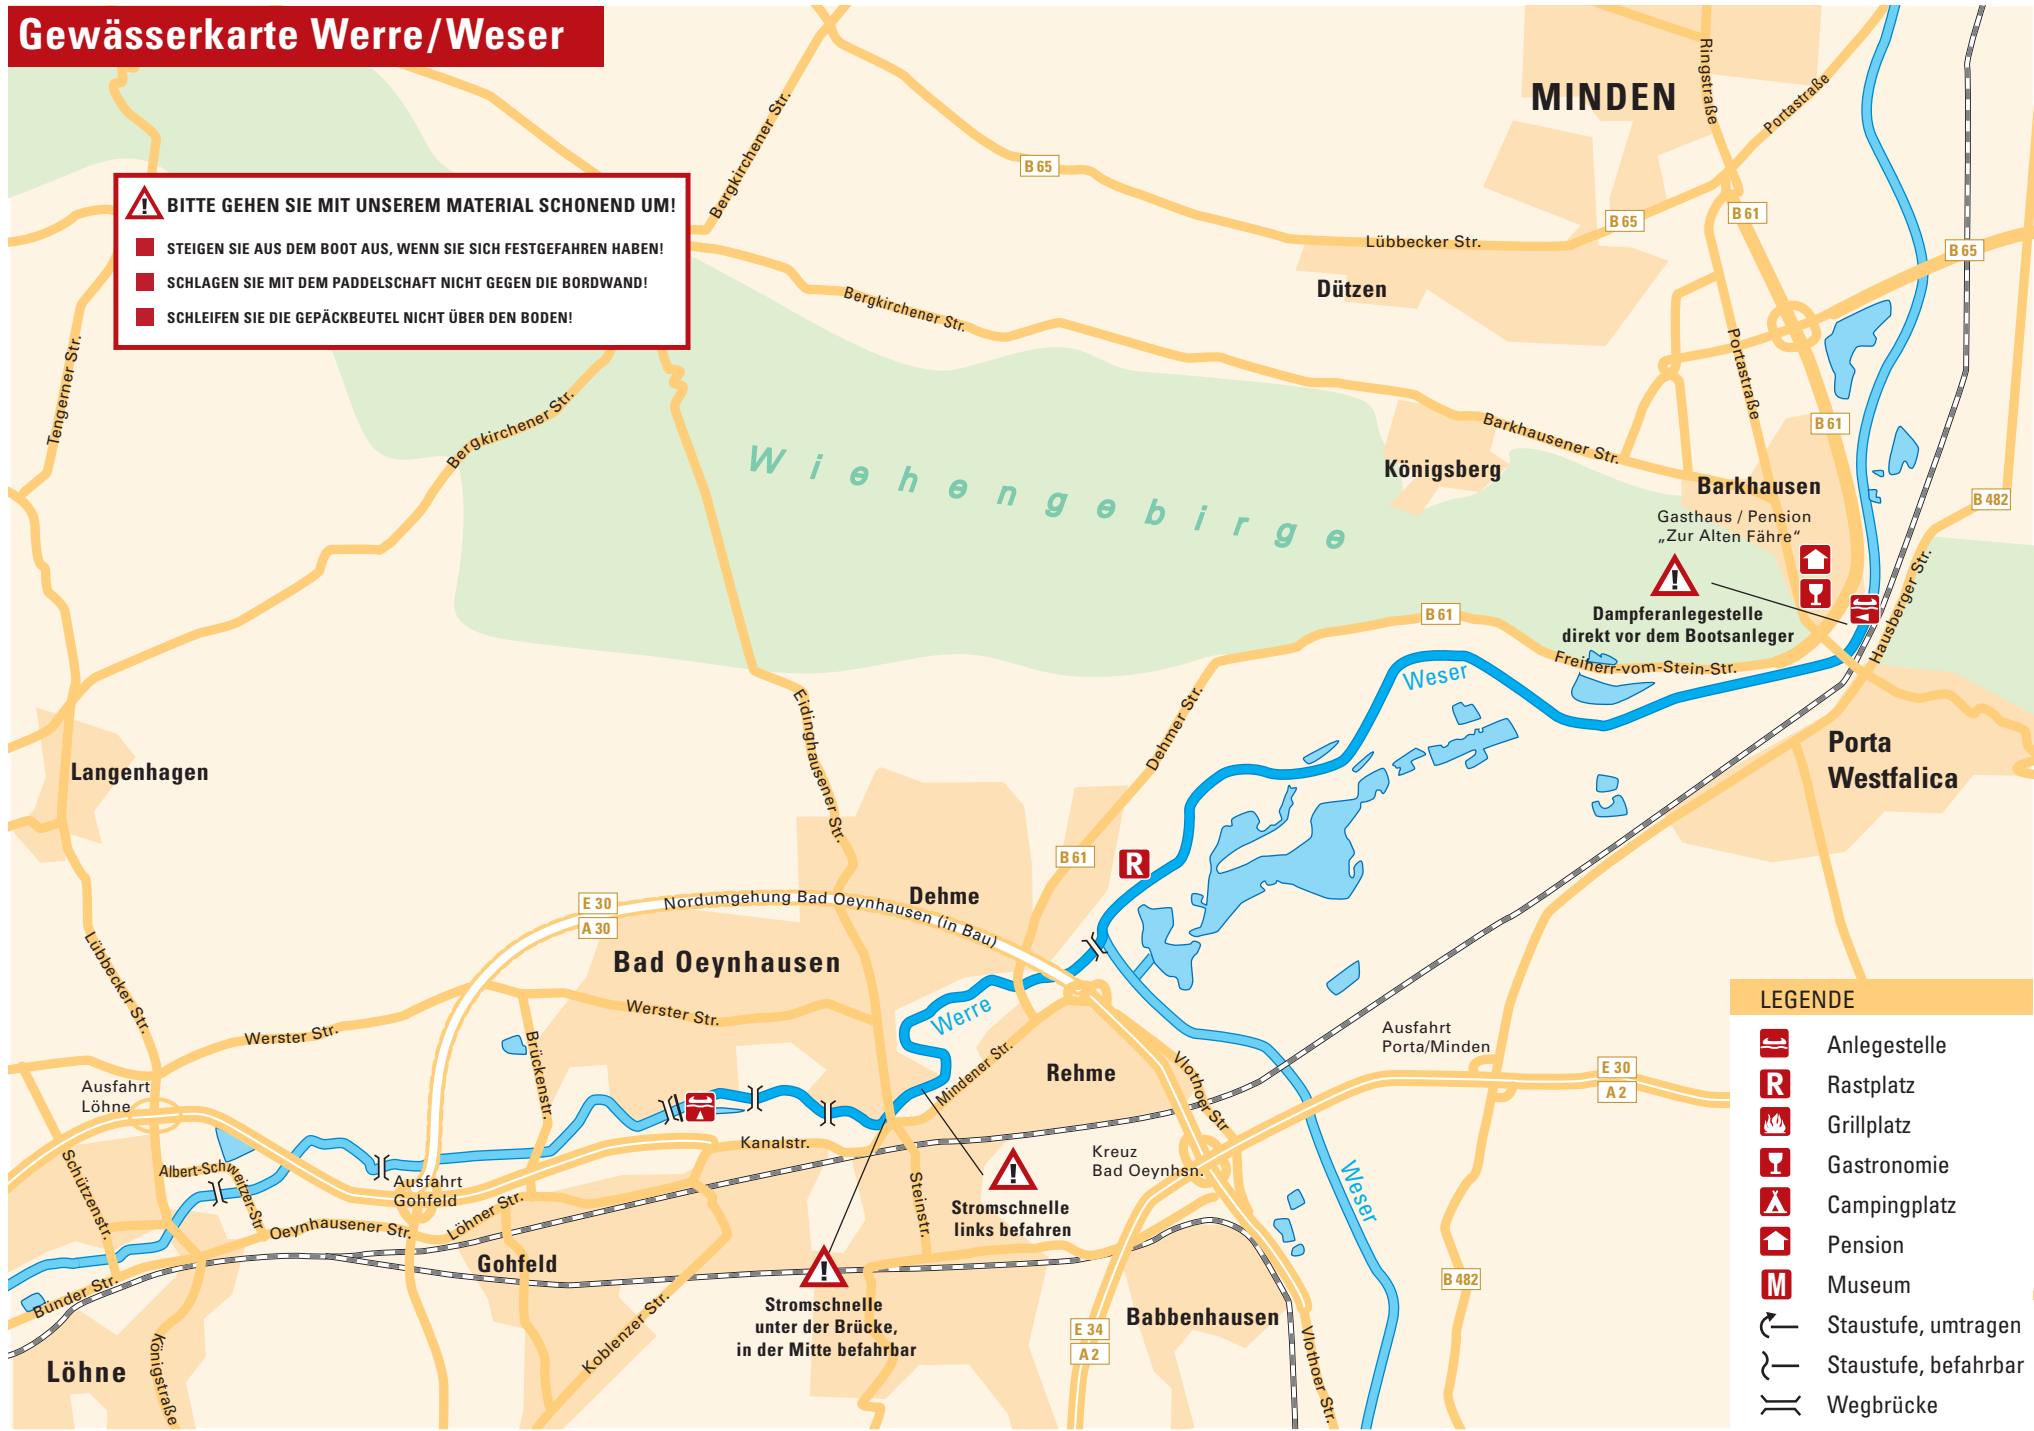 Gewässerkarte Werre/Weser
BITTE GEHEN SIE MIT UNSEREM MATERIAL SCHONEND UM!
STEIGEN SIE AUS DEM BOOT AUS, WENN SIE SICH FESTGEFAHREN HABEN!
SCHLAGEN SIE MIT DEM PADDELSCHAFT NICHT GEGEN DIE BORDWAND!
SCHLEIFEN SIE DIE GEPÄCKBEUTEL NICHT ÜBER DEN BODEN!
MINDEN
Ringstraße
Portastraße
Bergkirchener Str.
B 65
B 65
B 61
B 65
Lübbecker Str.
Dützen
Bergkirchener Str.
Tengerner Str.
Bergkirchener Str.
Portastraße
B 61
Barkhausener Str.
Königsberg
Wiehengebirge
Barkhausen
B 482
Gasthaus / Pension
„Zur Alten Fähre“
Dampferanlegestelle
direkt vor dem Bootsanleger
Hausberger Str.
B 61
Freiherr-vom-Stein-Str.
Weser
Dehmer Str.
Eidinghausener Str.
Porta
Westfalica
Langenhagen
B 61
R
Dehme
E 30
A 30
Nordumgehung Bad Oeynhausen (in Bau)
Bad Oeynhausen
Lübbecker Str.
Werster Str.
Werster Str.
Werre
Brückenstr.
Mindener Str.
Rehme
Vlothoer Str
Ausfahrt
Porta/Minden
E 30
A 2
Ausfahrt
Löhne
Kanalstr.
Kreuz
Bad Oeynhsn.
Schützenstr.
Albert-Schweitzer-Str
Ausfahrt
Gohfeld
Steinstr.
Stromschnelle
links befahren
Weser
Oeynhausener Str.
Löhner Str.
Gohfeld
Bünder Str.
Stromschnelle
unter der Brücke,
in der Mitte befahrbar
Babbenhausen
B 482
E 34
A 2
Koblenzer Str.
Königstraße
Vlothoer Str.
Löhne
LEGENDE
Anlegestelle
R Rastplatz
Grillplatz
Gastronomie
Campingplatz
Pension
M Museum
Staustufe, umtragen
Staustufe, befahrbar
Wegbrücke